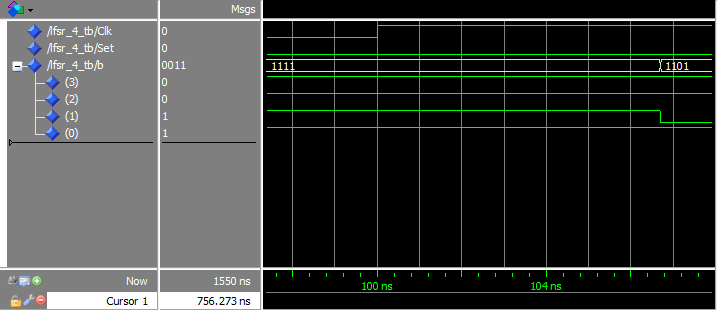 Msgs
/lfsr_4_tb/Clk 0
/lfsr_4_tb/Set 0
/lfsr_4_tb/b 0011 1111 1101
(3) 0
(2) 0
(1) 1
(0) 1
Now 1550 ns 100 ns 104 ns
Cursor 1 756.273 ns